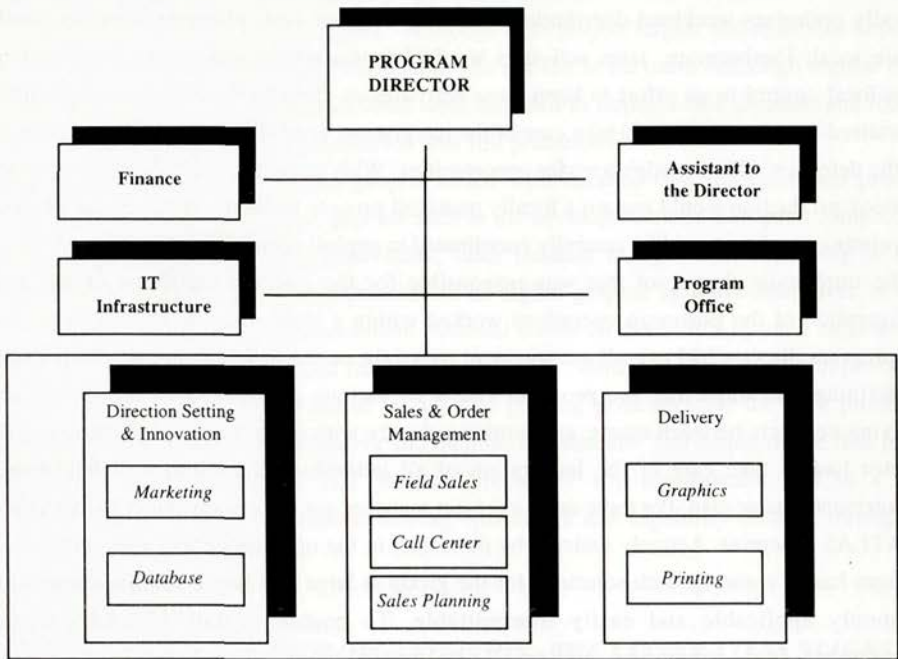 PROGRAM
DIRECTOR
Finance
Assistant to
the Director
IT
Infrastructure
Program
Office
Direction Setting
& Innovation
Marketing
Database
Sales & Order
Management
Field Sales
Call Center
Sales Planning
Delivery
Graphics
Printing